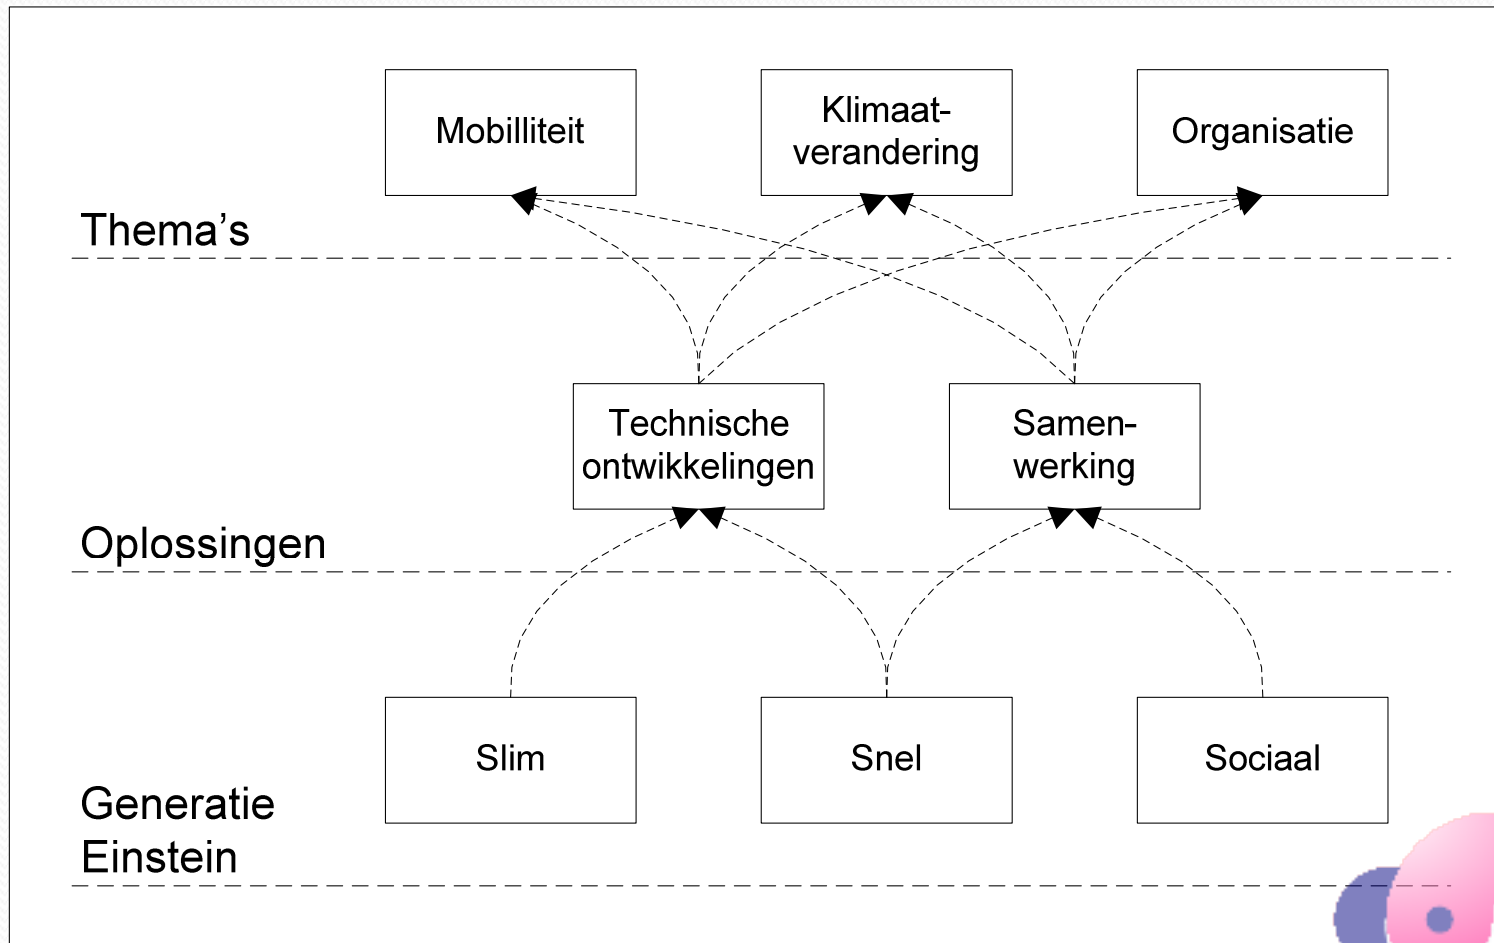 Mobilliteit
Klimaat-
verandering
Organisatie
Thema's
Technische
ontwikkelingen
Samen-
werking
Oplossingen
Slim
Snel
Sociaal
Generatie
Einstein